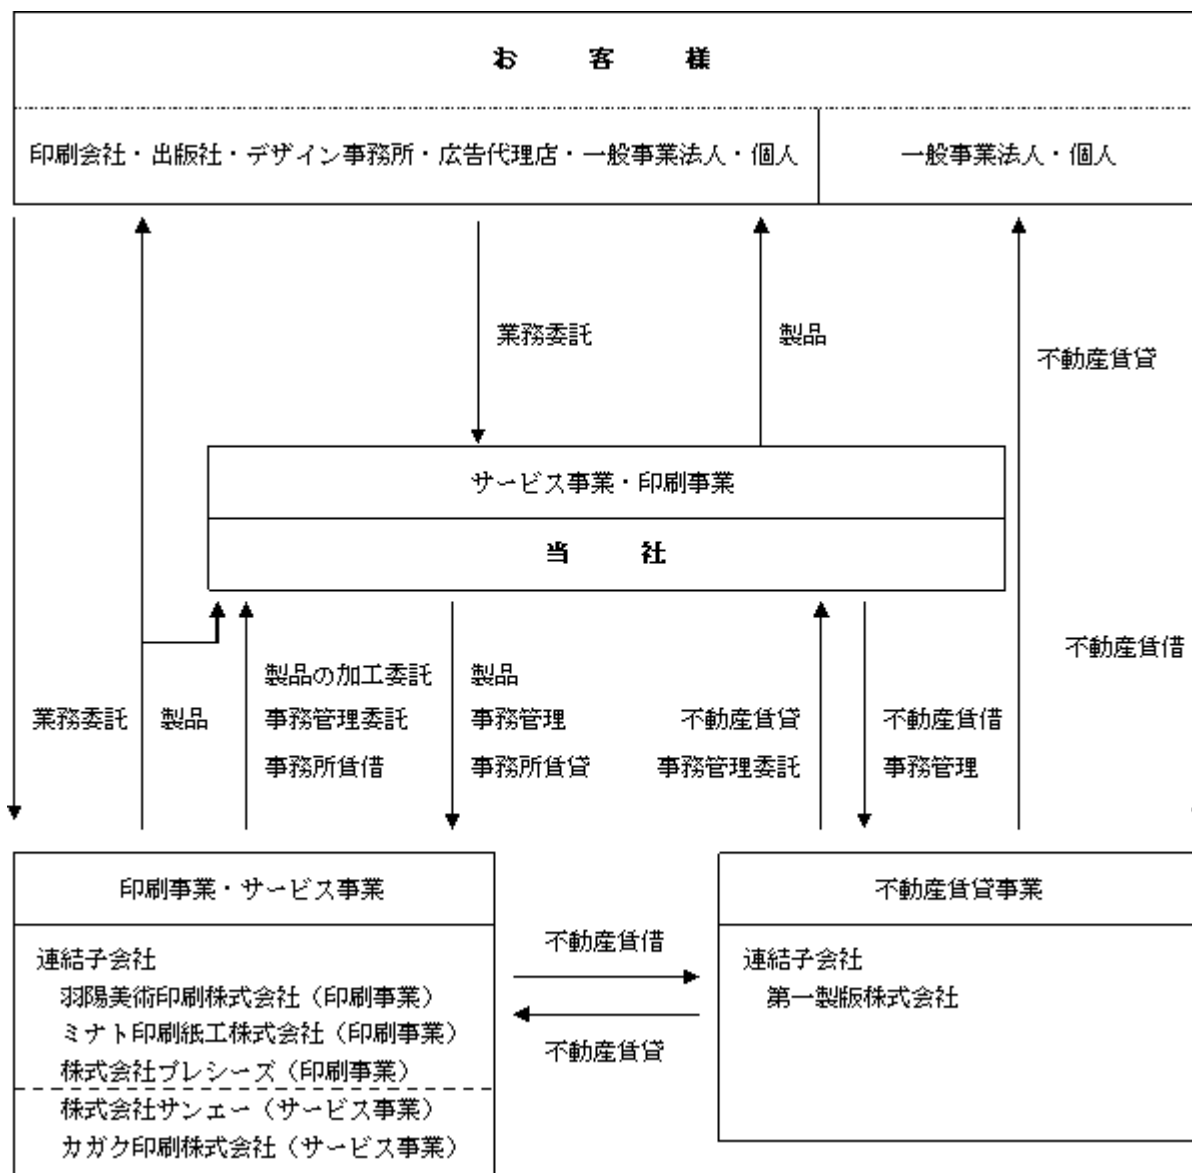 お客様
印刷会社・出版社・デザイン事務所・広告代理店・一般事業法人・個人
一般事業法人・個人
業務委託
製品
不動産賃貸
サービス事業・印刷事業
当社
不動産賃借
業務委託
製品
製品の加工委託
事務管理委託
事務所賃借
製品
事務管理
事務所賃貸
不動産賃貸
事務管理委託
不動産賃借
事務管理
印刷事業・サービス事業
連結子会社
羽陽美術印刷株式会社（印刷事業）
ミナト印刷紙工株式会社（印刷事業）
株式会社プレシーズ（印刷事業）
株式会社サンエー（サービス事業）
カガク印刷株式会社（サービス事業）
不動産賃借
不動産賃貸
不動産賃貸事業
連結子会社
第一製版株式会社